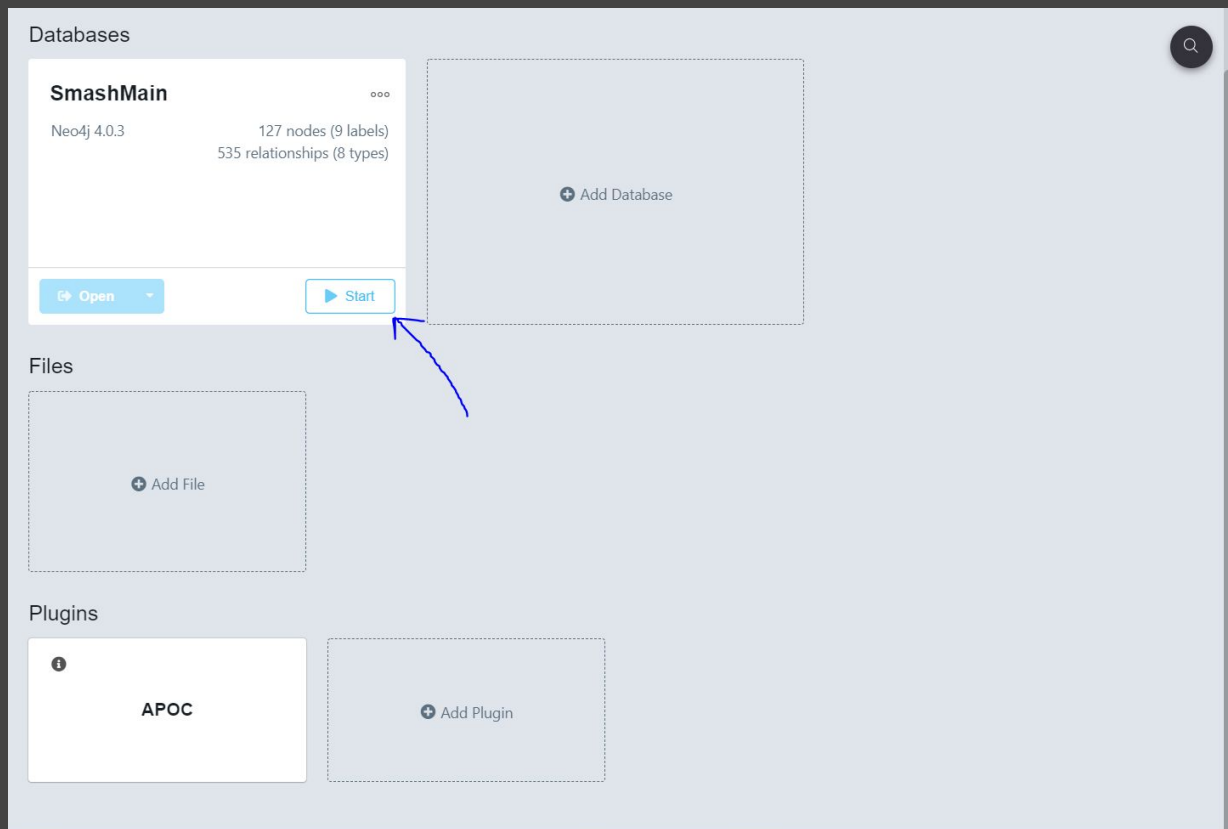 Databases
SmashMain
Neo4j 4.0.3
127 nodes (9 labels)
535 relationships (8 types)
Open
Start
Add Database
Files
Add File
Plugins
APOC
Add Plugin